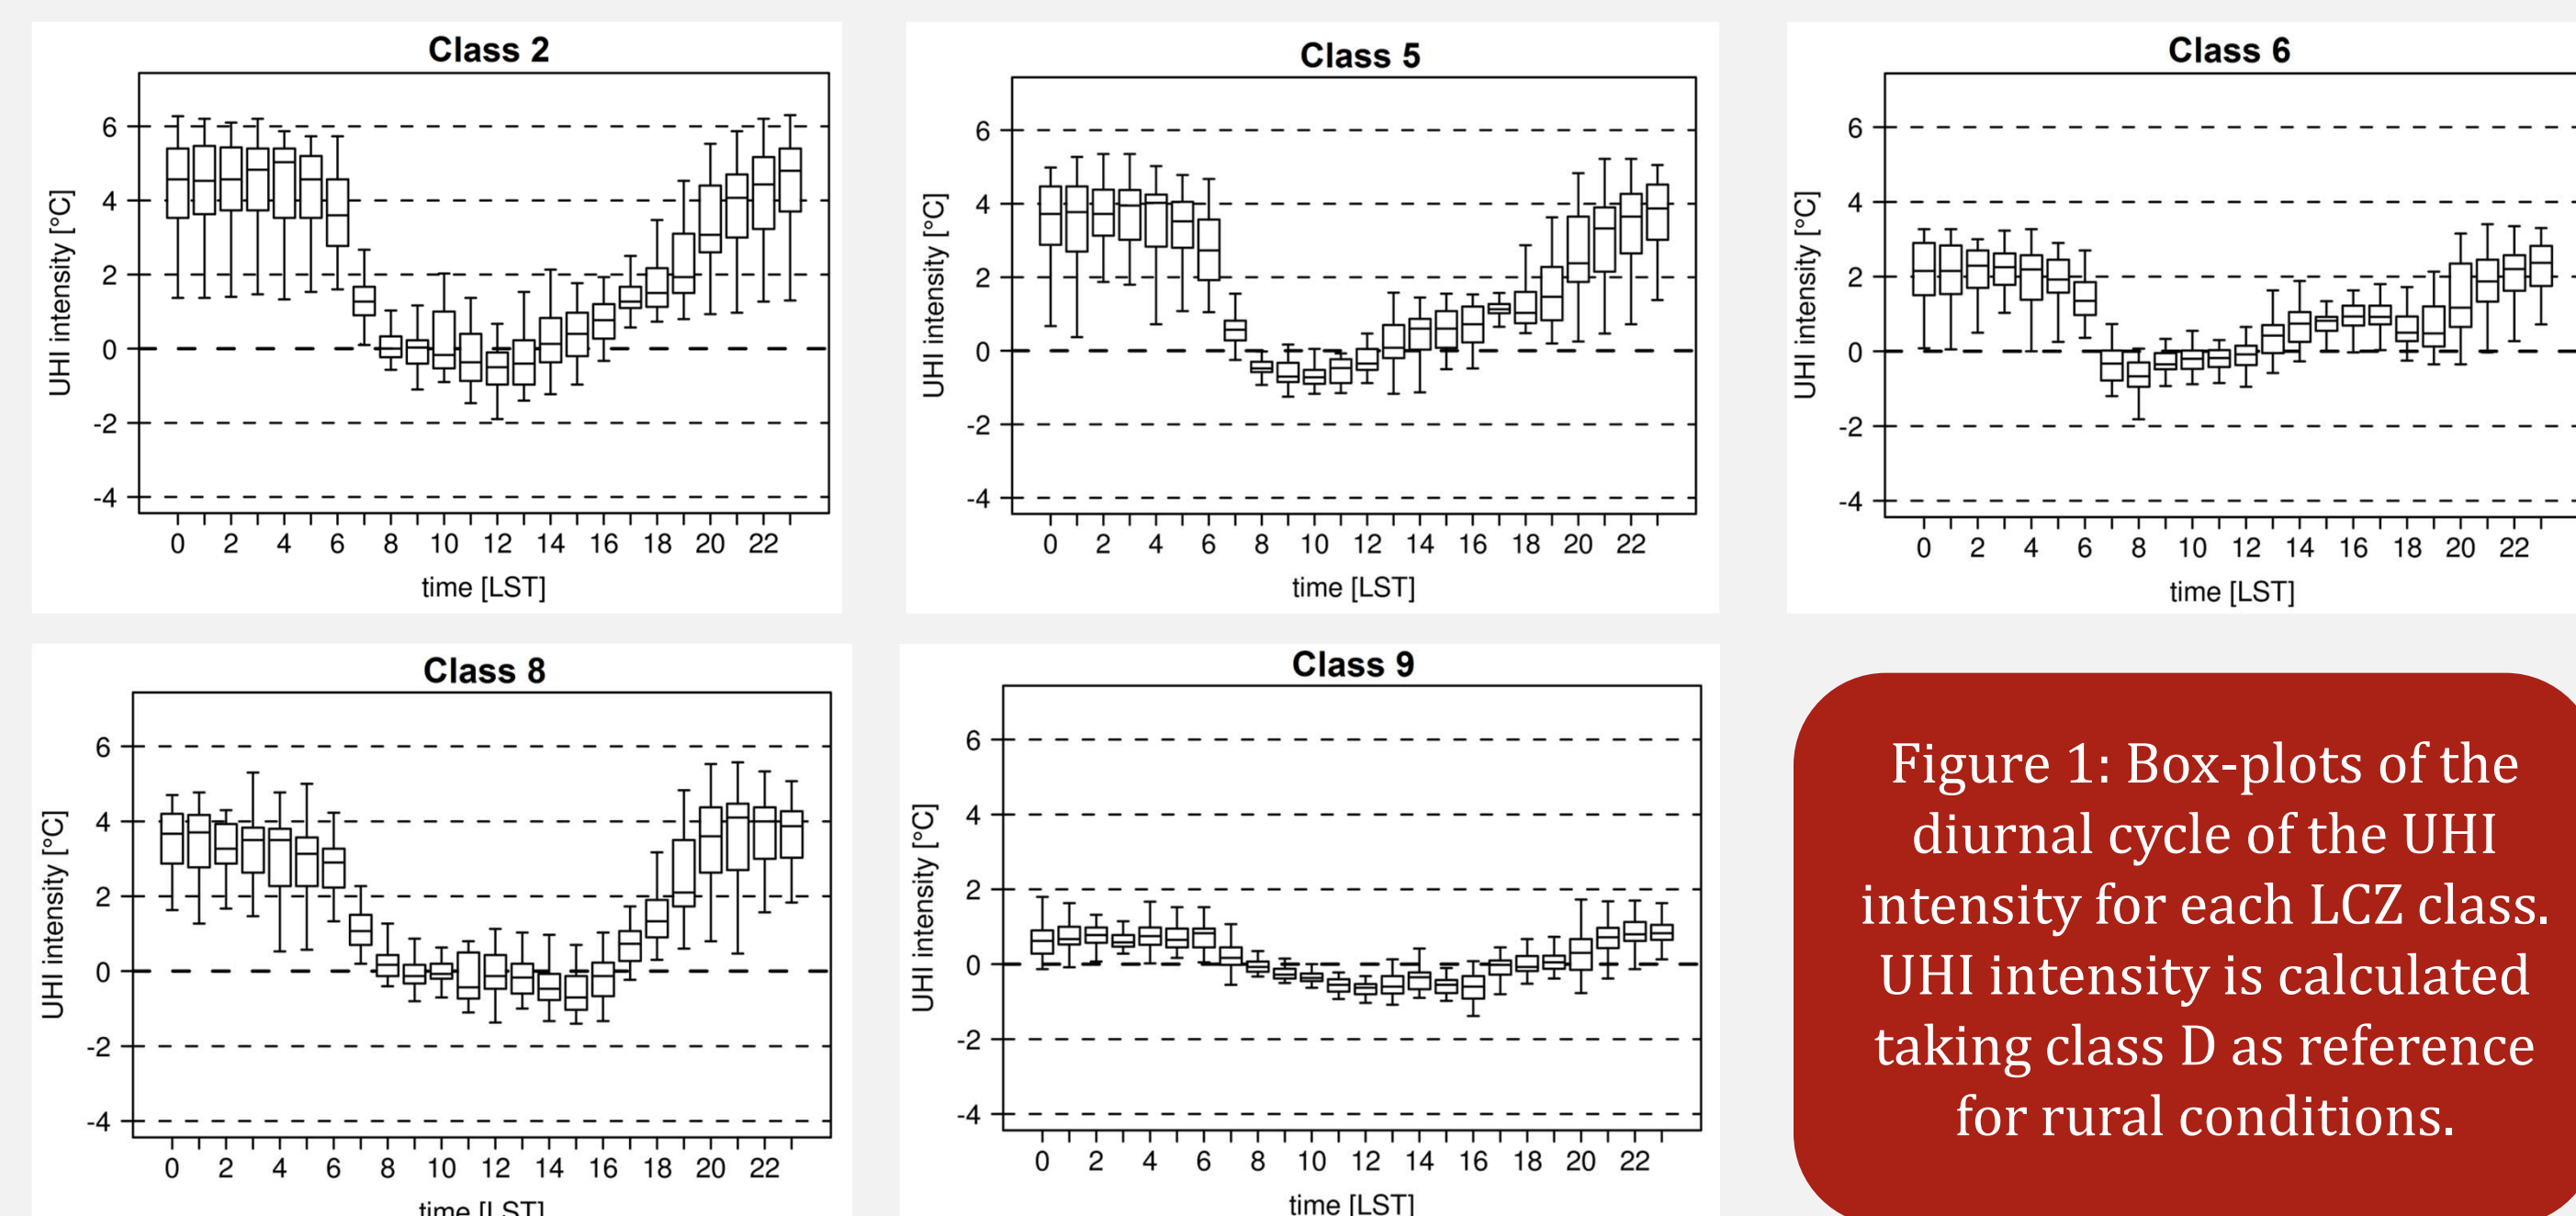 Class 2
6
4
2
0
-2
-4
UHI intensity [°C]
0 2 4 6 8 10 12 14 16 18 20 22
time [LST]
Class 5
6
4
2
0
-2
-4
UHI intensity [°C]
0 2 4 6 8 10 12 14 16 18 20 22
time [LST]
Class 6
6
4
2
0
-2
-4
UHI intensity [°C]
0 2 4 6 8 10 12 14 16 18 20 22
time [LST]
Class 8
6
4
2
0
-2
-4
UHI intensity [°C]
0 2 4 6 8 10 12 14 16 18 20 22
time [LST]
Class 9
6
4
2
0
-2
-4
UHI intensity [°C]
0 2 4 6 8 10 12 14 16 18 20 22
time [LST]
Figure 1: Box-plots of the
diurnal cycle of the UHI
intensity for each LCZ class.
UHI intensity is calculated
taking class D as reference
for rural conditions.